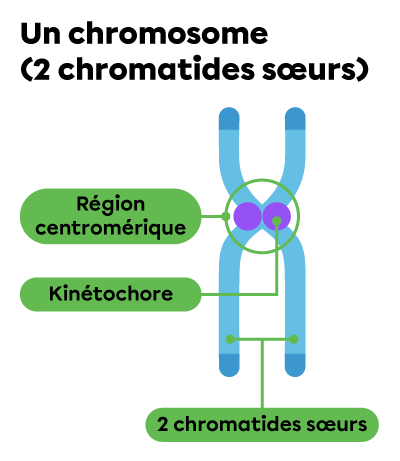 Un chromosome
(2 chromatides sœurs)
Région
centromérique
Kinétochore
2 chromatides sœurs